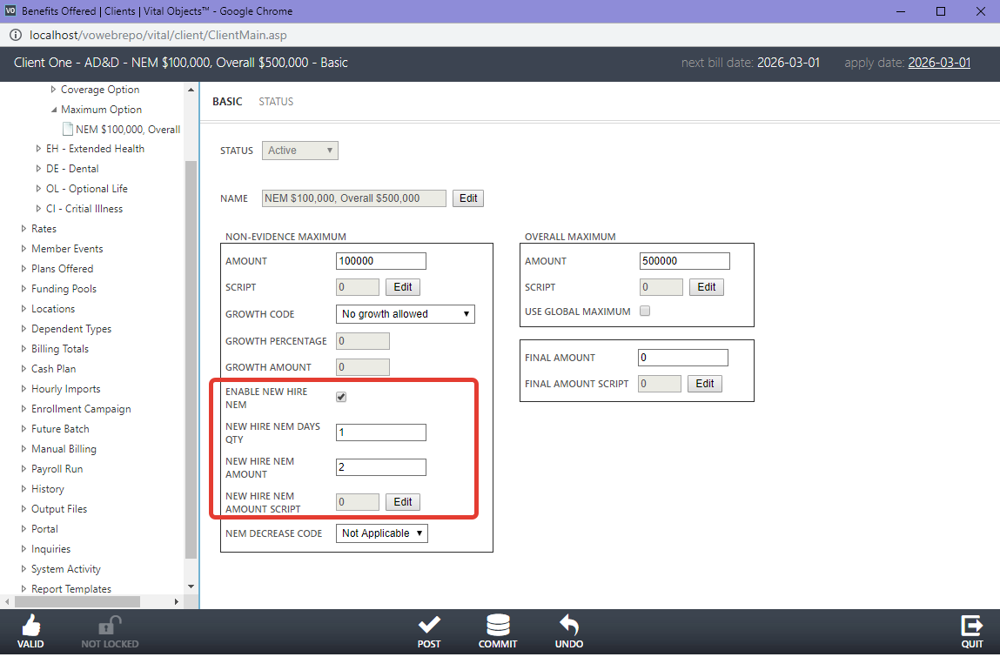 VO Benefits Offered | Clients | Vital Objects™ - Google Chrome
localhost/vowebrepo/vital/client/ClientMain.asp
Client One - AD&D - NEM $100,000, Overall $500,000 - Basic
next bill date: 2026-03-01 apply date: 2026-03-01
Coverage Option
Maximum Option
NEM $100,000, Overall
EH - Extended Health
DE - Dental
OL - Optional Life
CI - Critial Illness
Rates
Member Events
Plans Offered
Funding Pools
Locations
Dependent Types
Billing Totals
Cash Plan
Hourly Imports
Enrollment Campaign
Future Batch
Manual Billing
Payroll Run
History
Output Files
Portal
Inquiries
System Activity
Report Templates
BASIC STATUS
STATUS Active
NAME NEM $100,000, Overall $500,000 Edit
NON-EVIDENCE MAXIMUM
AMOUNT 100000
SCRIPT 0 Edit
GROWTH CODE No growth allowed
GROWTH PERCENTAGE 0
GROWTH AMOUNT 0
ENABLE NEW HIRE
NEM
NEW HIRE NEM DAYS
QTY 1
NEW HIRE NEM
AMOUNT 2
NEW HIRE NEM
AMOUNT SCRIPT 0 Edit
NEM DECREASE CODE Not Applicable
OVERALL MAXIMUM
AMOUNT 500000
SCRIPT 0 Edit
USE GLOBAL MAXIMUM
FINAL AMOUNT 0
FINAL AMOUNT SCRIPT 0 Edit
VALID NOT LOCKED POST COMMIT UNDO QUIT